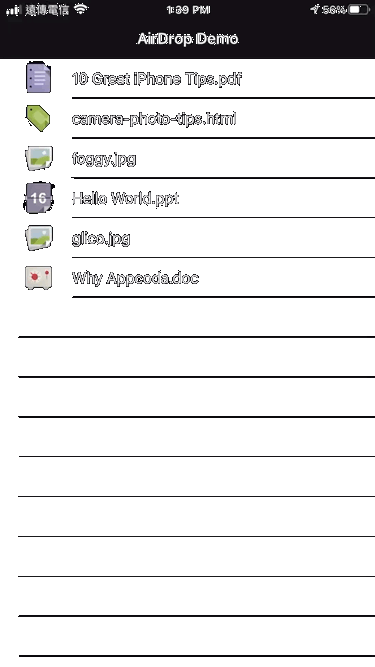 遠傳電信 1:39 PM 56%
AirDrop Demo
10 Great iPhone Tips.pdf
camera-photo-tips.html
foggy.jpg
16 Hello World.ppt
glico.jpg
Why Appcoda.doc